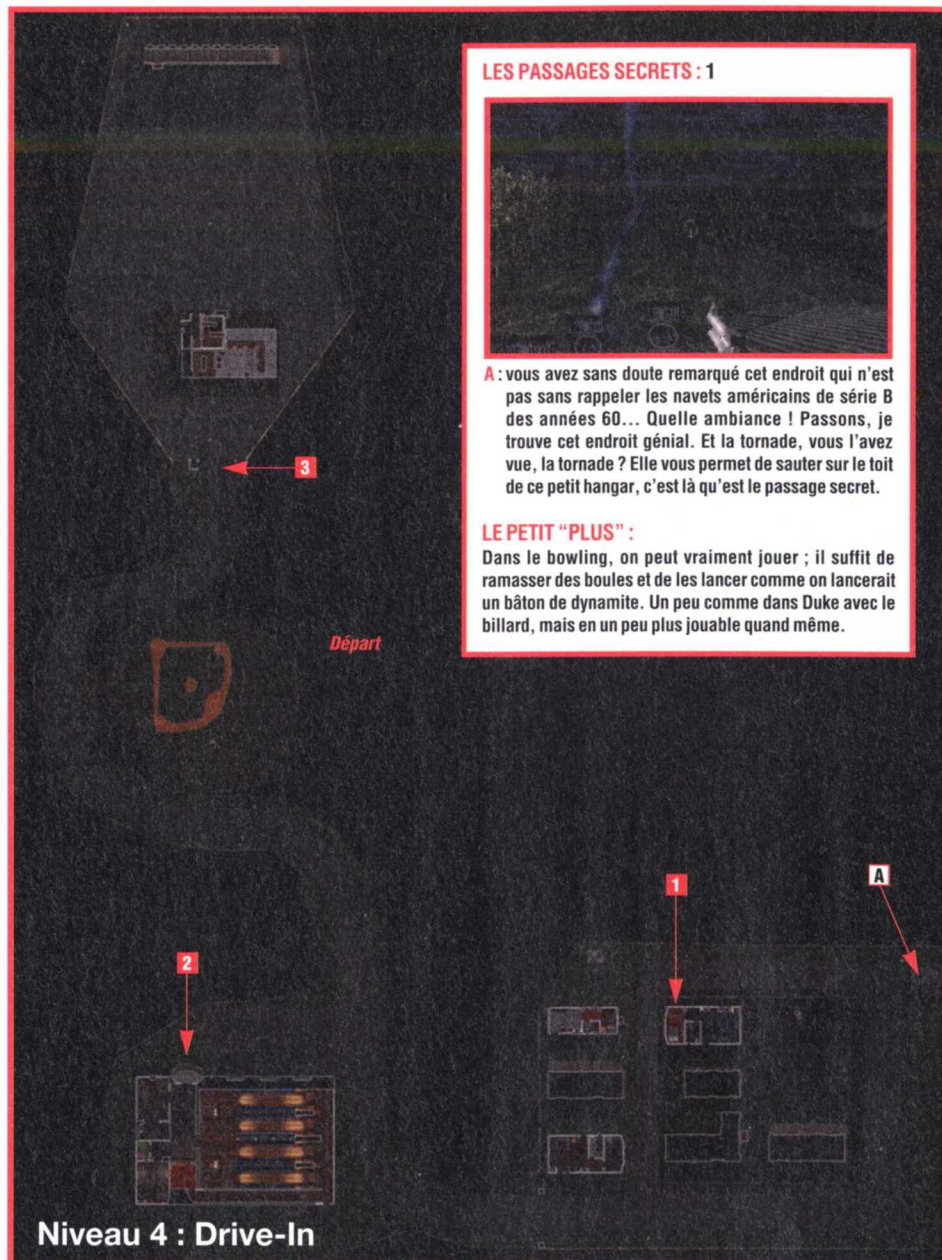 LES PASSAGES SECRETS : 1
A : vous avez sans doute remarqué cet endroit qui n'est
pas sans rappeler les navets américains de série B
des années 60... Quelle ambiance ! Passons, je
trouve cet endroit génial. Et la tornade, vous l'avez
vue, la tornade ? Elle vous permet de sauter sur le toit
de ce petit hangar, c'est là qu'est le passage secret.
LE PETIT “PLUS” :
Dans le bowling, on peut vraiment jouer ; il suffit de
ramasser des boules et de les lancer comme on lancerait
un bâton de dynamite. Un peu comme dans Duke avec le
billard, mais en un peu plus jouable quand même.
3
Départ
1
A
2
Niveau 4 : Drive-In